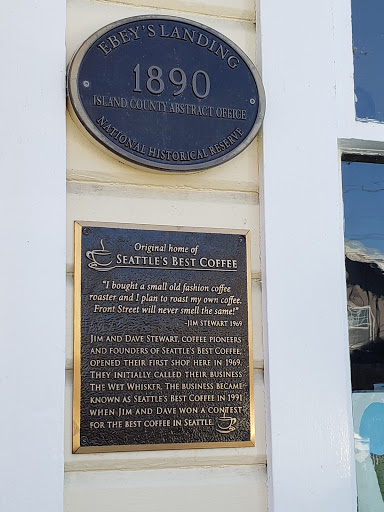 EBEY'S LANDING
1890
ISLAND COUNTY ABSTRACT OFFICE
NATIONAL HISTORICAL RESERVE
Original home of
SEATTLE'S BEST COFFEE
"I bought a small old fashion coffee
roaster and I plan to roast my own coffee.
Front Street will never smell the same!"
-JIM STEWART 1969
JIM AND DAVE STEWART, COFFEE PIONEERS
AND FOUNDERS OF SEATTLE'S BEST COFFEE,
OPENED THEIR FIRST SHOP HERE IN 1969.
THEY INITIALLY CALLED THEIR BUSINESS
THE WET WHISKER. THE BUSINESS BECAME
KNOWN AS SEATTLE'S BEST COFFEE IN 1991
WHEN JIM AND DAVE WON A CONTEST
FOR THE BEST COFFEE IN SEATTLE.